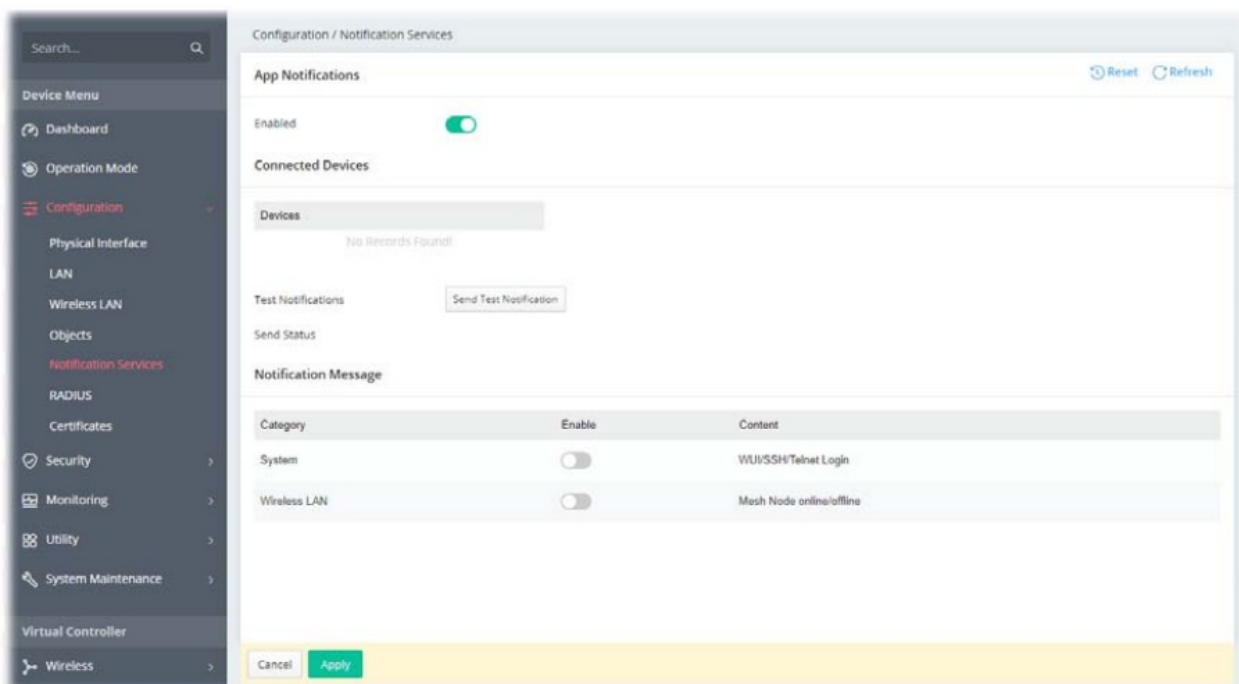 Search...
Device Menu
Dashboard
Operation Mode
Configuration
Physical Interface
LAN
Wireless LAN
Objects
Notification Services
RADIUS
Certificates
Security
Monitoring
Utility
System Maintenance
Virtual Controller
Wireless
Configuration / Notification Services
App Notifications
Reset Refresh
Enabled
Connected Devices
Devices
No Records Found!
Test Notifications Send Test Notification
Send Status
Notification Message
Category Enable Content
System WUI/SSH/Telnet Login
Wireless LAN Mesh Node online/offline
Cancel Apply